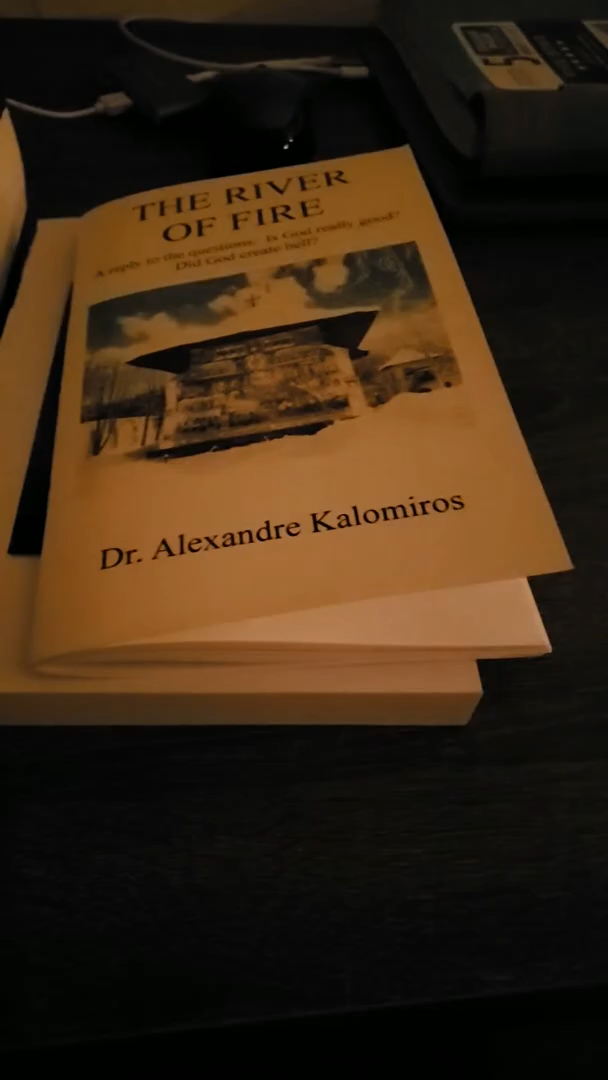 THE RIVER
OF FIRE
A reply to the questions: Is God really good?
Did God create hell?
Dr. Alexandre Kalomiros
5